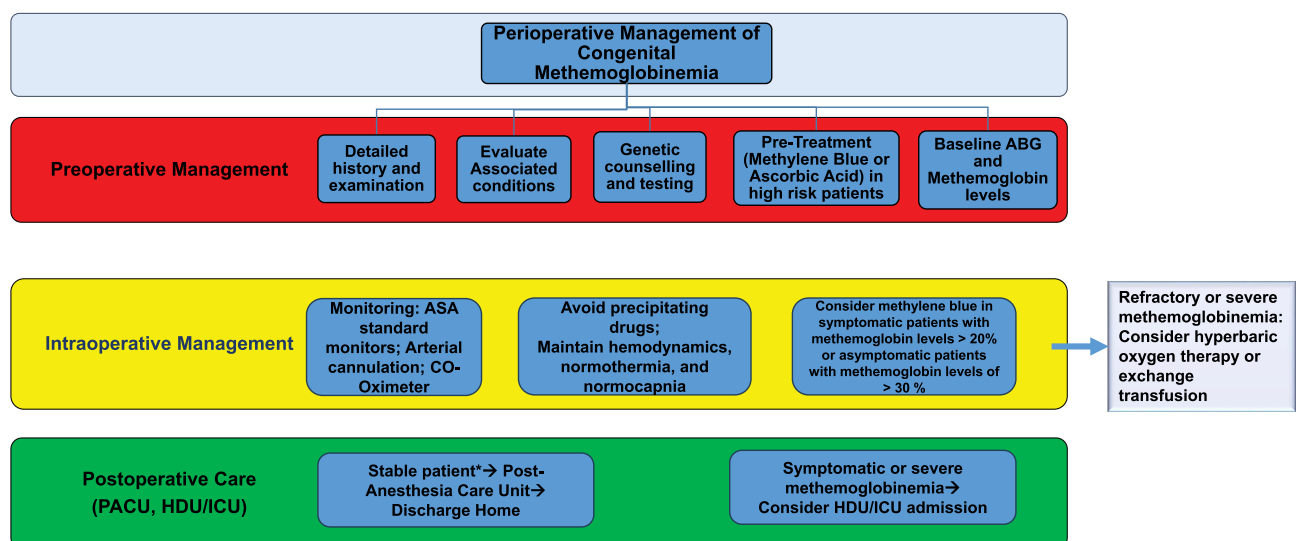 Perioperative Management of
Congenital
Methemoglobinemia
Preoperative Management
Detailed
history and
examination
Evaluate
Associated
conditions
Genetic
counselling
and testing
Pre-Treatment
(Methylene Blue or
Ascorbic Acid) in
high risk patients
Baseline ABG
and
Methemoglobin
levels
Intraoperative Management
Monitoring: ASA
standard
monitors; Arterial
cannulation; CO-
Oximeter
Avoid precipitating
drugs;
Maintain hemodynamics,
normothermia, and
normocapnia
Consider methylene blue in
symptomatic patients with
methemoglobin levels > 20%
or asymptomatic patients
with methemoglobin levels of
> 30 %
Refractory or severe
methemoglobinemia:
Consider hyperbaric
oxygen therapy or
exchange
transfusion
Postoperative Care
(PACU, HDU/ICU)
Stable patient*→ Post-
Anesthesia Care Unit→
Discharge Home
Symptomatic or severe
methemoglobinemia→
Consider HDU/ICU admission